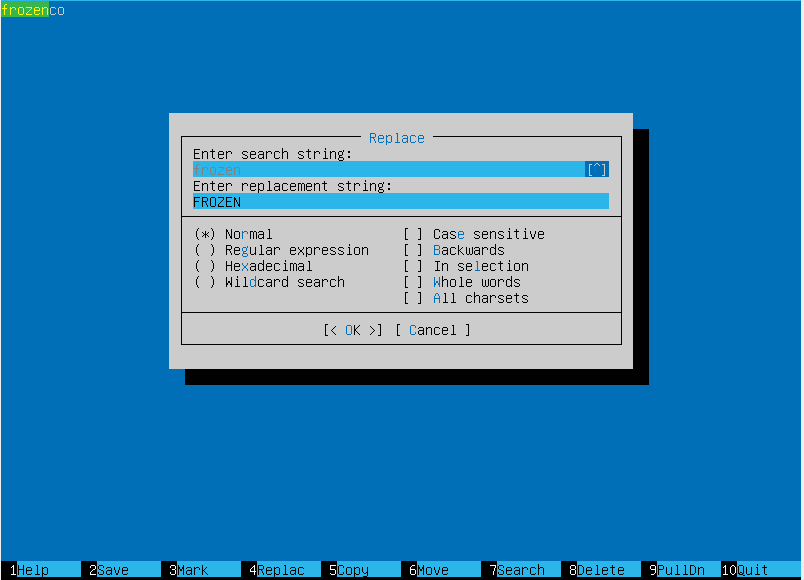 frozenco
Replace
Enter search string:
frozen [^]
Enter replacement string:
FROZEN
(*) Normal [ ] Case sensitive
( ) Regular expression [ ] Backwards
( ) Hexadecimal [ ] In selection
( ) Wildcard search [ ] Whole words
[ ] All charsets
[< OK >] [ Cancel ]
1Help 2Save 3Mark 4Replac 5Copy 6Move 7Search 8Delete 9PullDn 10Quit